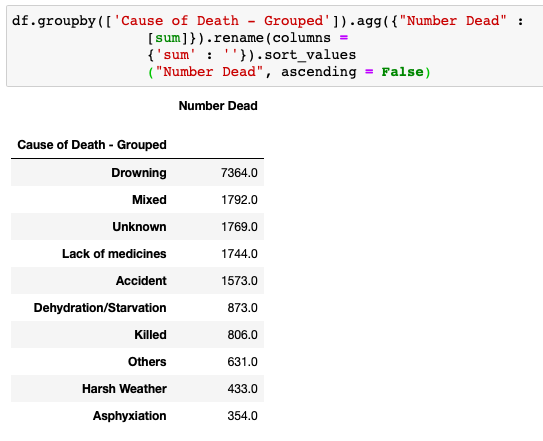 df.groupby(['Cause of Death - Grouped']).agg({"Number Dead" :
[sum]}).rename(columns =
{'sum' : ''}).sort_values
("Number Dead", ascending = False)
Number Dead
Cause of Death - Grouped
Drowning 7364.0
Mixed 1792.0
Unknown 1769.0
Lack of medicines 1744.0
Accident 1573.0
Dehydration/Starvation 873.0
Killed 806.0
Others 631.0
Harsh Weather 433.0
Asphyxiation 354.0